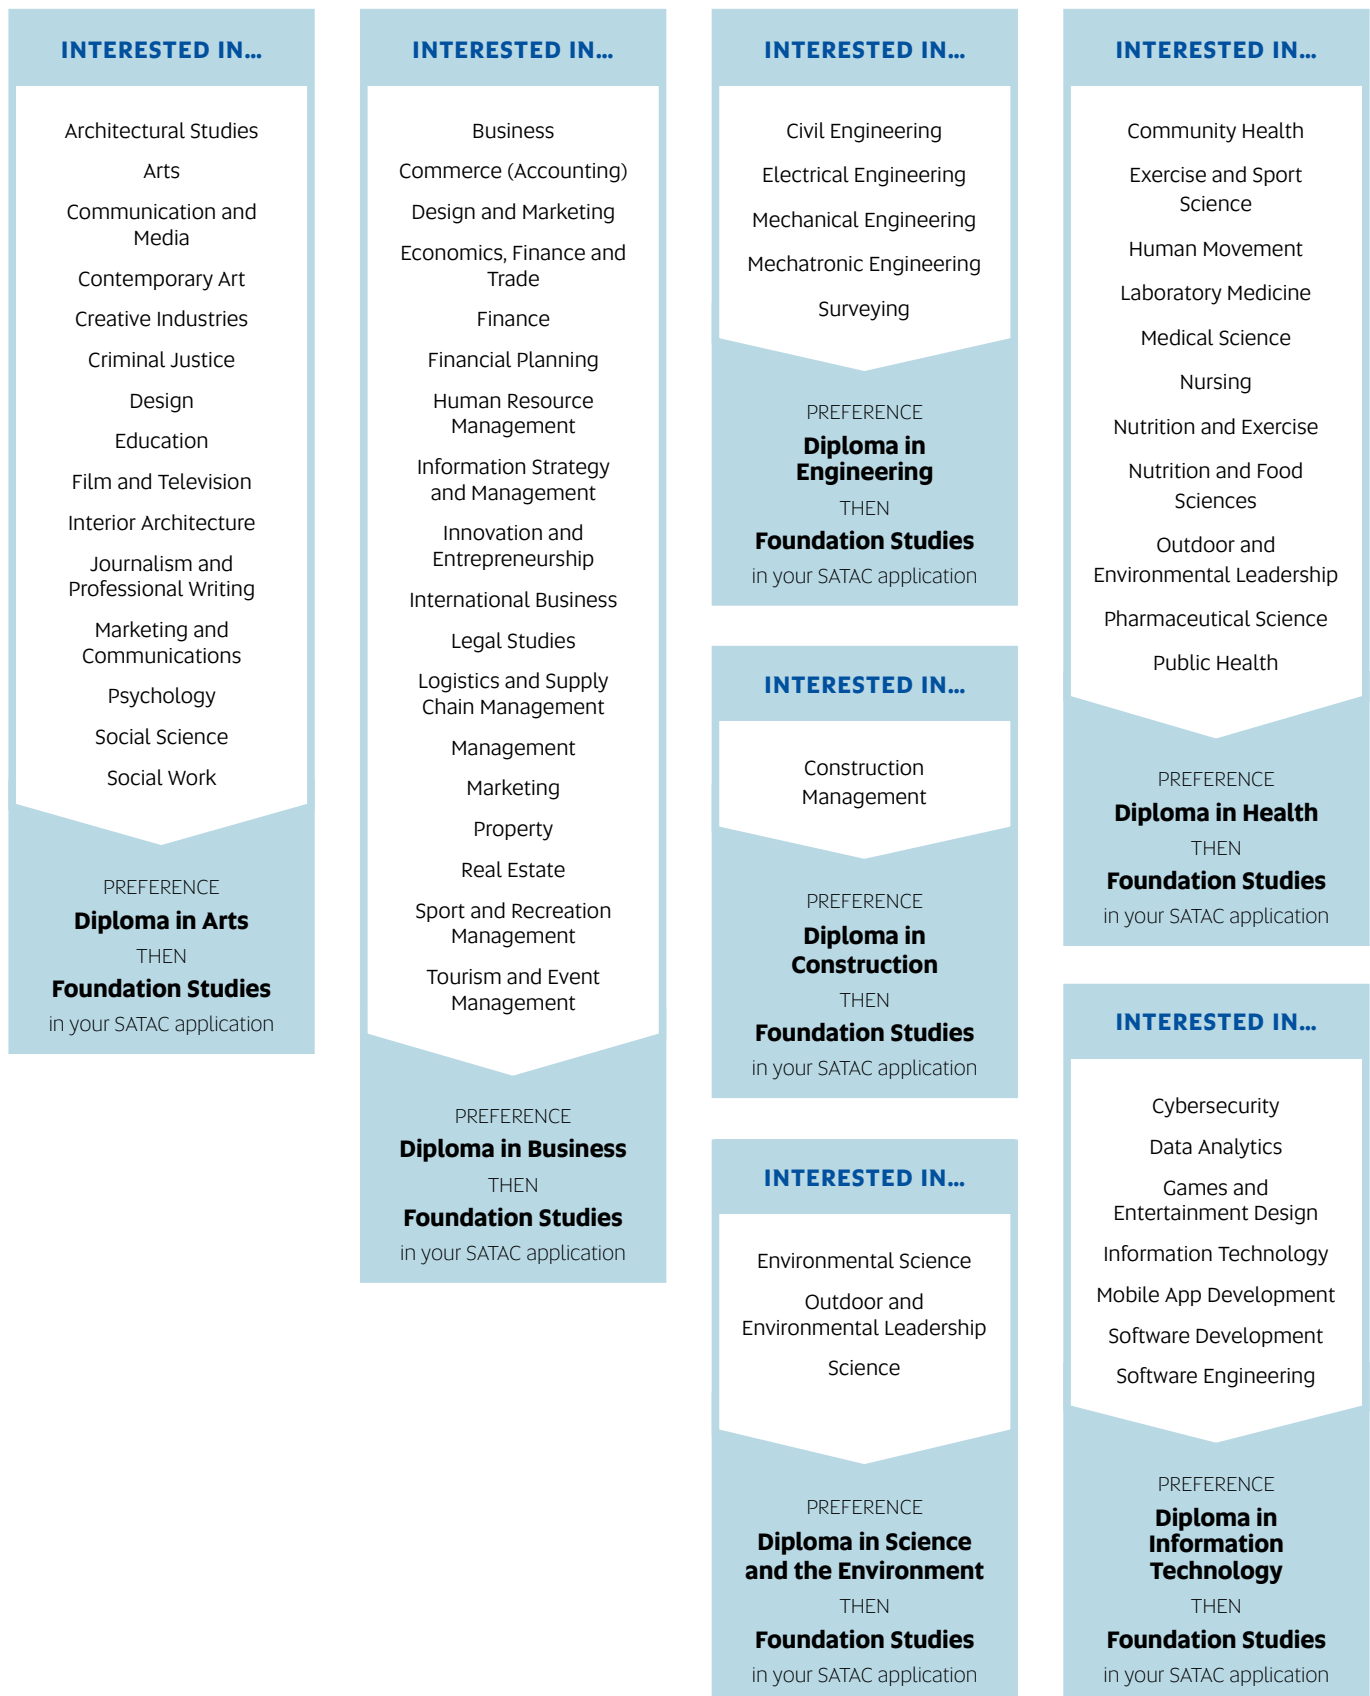 INTERESTED IN...
Architectural Studies
Arts
Communication and
Media
Contemporary Art
Creative Industries
Criminal Justice
Design
Education
Film and Television
Interior Architecture
Journalism and
Professional Writing
Marketing and
Communications
Psychology
Social Science
Social Work
PREFERENCE
Diploma in Arts
THEN
Foundation Studies
in your SATAC application
INTERESTED IN...
Business
Commerce (Accounting)
Design and Marketing
Economics, Finance and
Trade
Finance
Financial Planning
Human Resource
Management
Information Strategy
and Management
Innovation and
Entrepreneurship
International Business
Legal Studies
Logistics and Supply
Chain Management
Management
Marketing
Property
Real Estate
Sport and Recreation
Management
Tourism and Event
Management
PREFERENCE
Diploma in Business
THEN
Foundation Studies
in your SATAC application
INTERESTED IN...
Civil Engineering
Electrical Engineering
Mechanical Engineering
Mechatronic Engineering
Surveying
PREFERENCE
Diploma in
Engineering
THEN
Foundation Studies
in your SATAC application
INTERESTED IN...
Construction
Management
PREFERENCE
Diploma in
Construction
THEN
Foundation Studies
in your SATAC application
INTERESTED IN...
Environmental Science
Outdoor and
Environmental Leadership
Science
PREFERENCE
Diploma in Science
and the Environment
THEN
Foundation Studies
in your SATAC application
INTERESTED IN...
Community Health
Exercise and Sport
Science
Human Movement
Laboratory Medicine
Medical Science
Nursing
Nutrition and Exercise
Nutrition and Food
Sciences
Outdoor and
Environmental Leadership
Pharmaceutical Science
Public Health
PREFERENCE
Diploma in Health
THEN
Foundation Studies
in your SATAC application
INTERESTED IN...
Cybersecurity
Data Analytics
Games and
Entertainment Design
Information Technology
Mobile App Development
Software Development
Software Engineering
PREFERENCE
Diploma in
Information
Technology
THEN
Foundation Studies
in your SATAC application